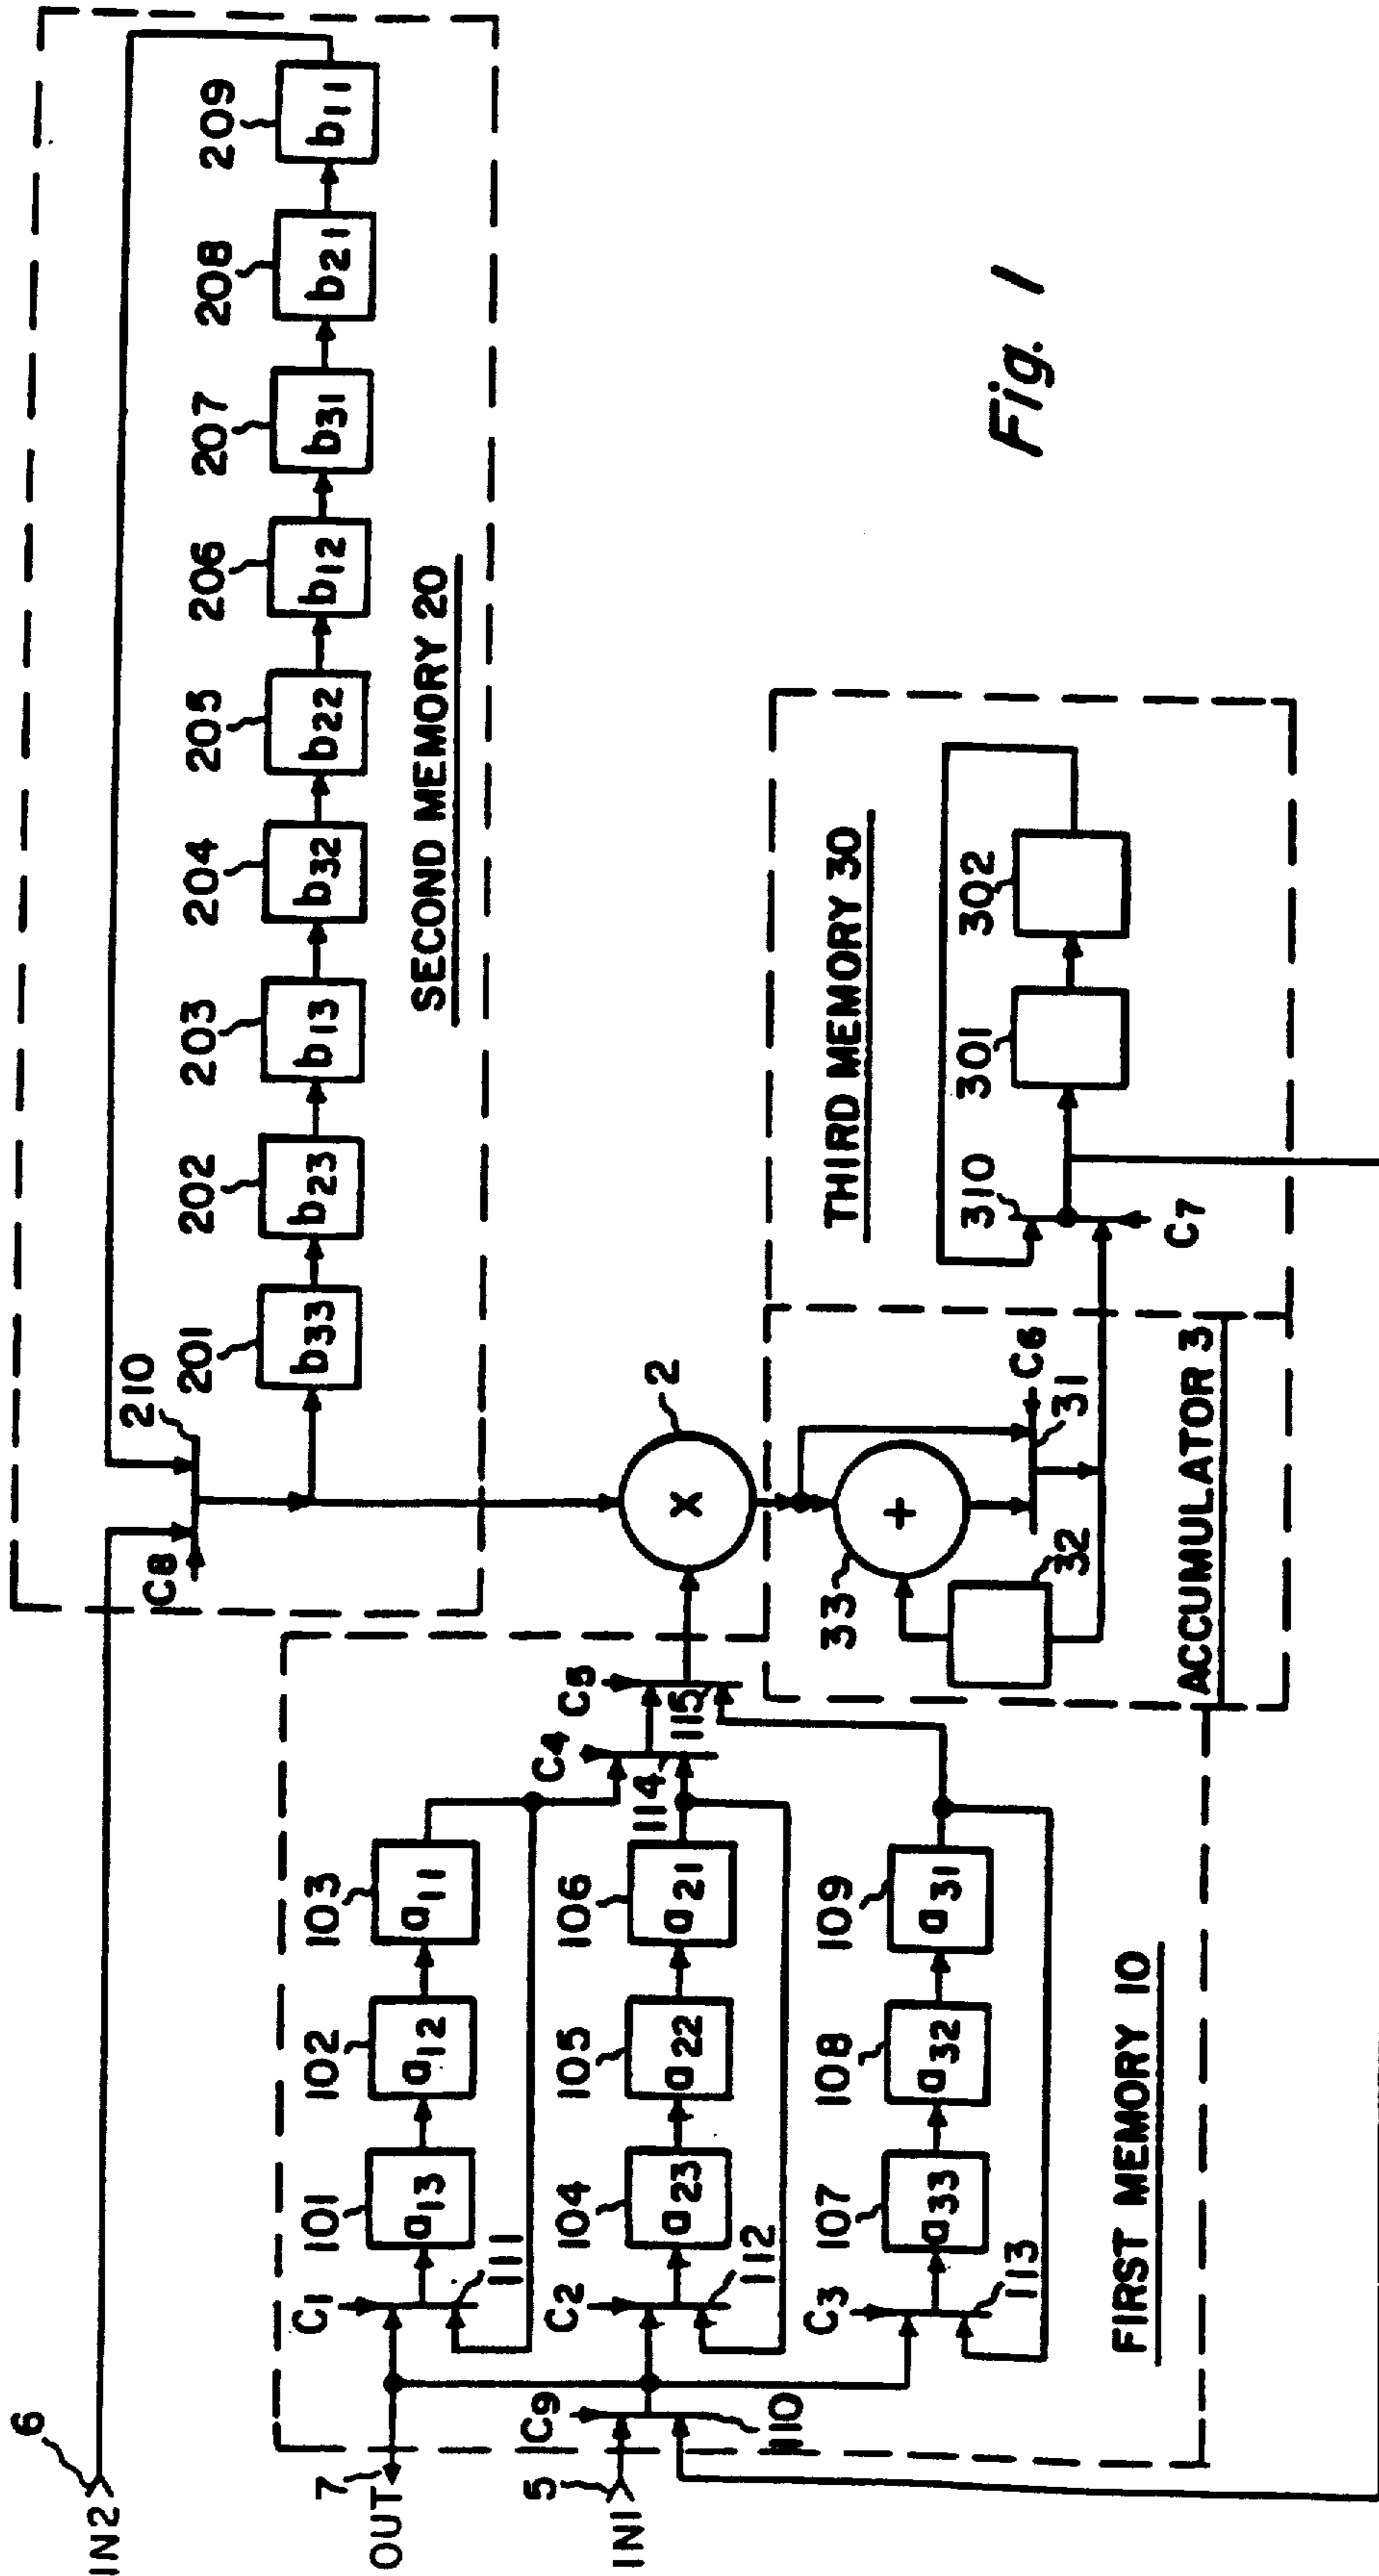 IN2
6
C8
210
201
202
203
204
205
206
207
208
209
b33
b23
b13
b32
b22
b12
b31
b21
b11
SECOND MEMORY 20
7
OUT
5
IN1
C9
110
C1
111
101
102
103
a13
a12
a11
C2
112
104
105
106
a23
a22
a21
C3
113
107
108
109
a33
a32
a31
C4
114
C5
115
FIRST MEMORY 10
2
X
33
+
32
C6
31
ACCUMULATOR 3
310
C7
301
302
THIRD MEMORY 30
Fig. 1